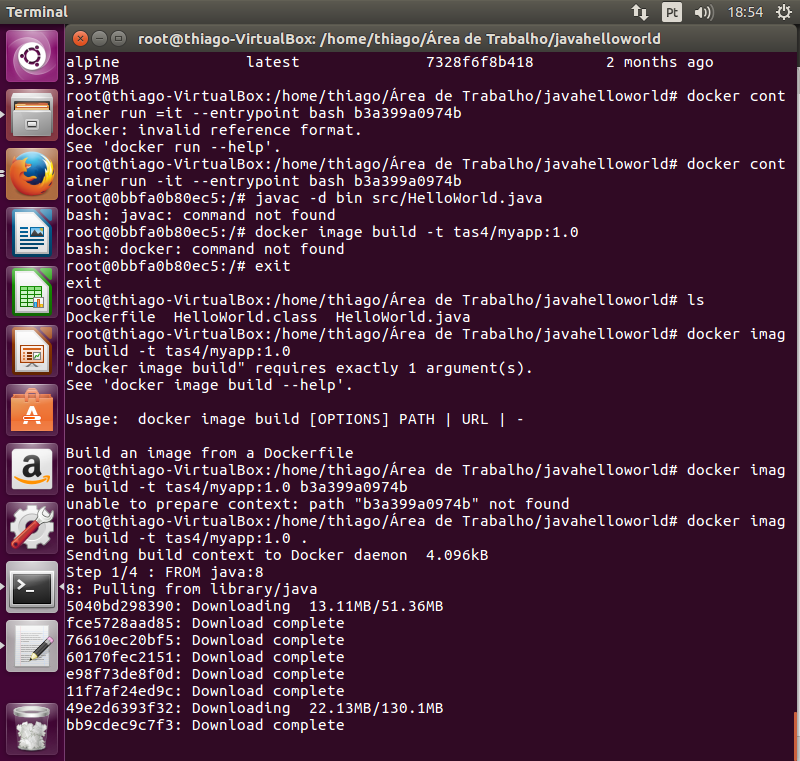 Terminal
Pt
18:54
root@thiago-VirtualBox: /home/thiago/Área de Trabalho/javahelloworld
alpine latest 7328f6f8b418 2 months ago
3.97MB
root@thiago-VirtualBox:/home/thiago/Área de Trabalho/javahelloworld# docker cont
ainer run =it --entrypoint bash b3a399a0974b
docker: invalid reference format.
See 'docker run --help'.
root@thiago-VirtualBox:/home/thiago/Área de Trabalho/javahelloworld# docker cont
ainer run -it --entrypoint bash b3a399a0974b
root@0bbfa0b80ec5:/# javac -d bin src/HelloWorld.java
bash: javac: command not found
root@0bbfa0b80ec5:/# docker image build -t tas4/myapp:1.0
bash: docker: command not found
root@0bbfa0b80ec5:/# exit
exit
root@thiago-VirtualBox:/home/thiago/Área de Trabalho/javahelloworld# ls
Dockerfile HelloWorld.class HelloWorld.java
root@thiago-VirtualBox:/home/thiago/Área de Trabalho/javahelloworld# docker imag
e build -t tas4/myapp:1.0
"docker image build" requires exactly 1 argument(s).
See 'docker image build --help'.
Usage: docker image build [OPTIONS] PATH | URL | -
Build an image from a Dockerfile
root@thiago-VirtualBox:/home/thiago/Área de Trabalho/javahelloworld# docker imag
e build -t tas4/myapp:1.0 b3a399a0974b
unable to prepare context: path "b3a399a0974b" not found
root@thiago-VirtualBox:/home/thiago/Área de Trabalho/javahelloworld# docker imag
e build -t tas4/myapp:1.0 .
Sending build context to Docker daemon 4.096kB
Step 1/4 : FROM java:8
8: Pulling from library/java
5040bd298390: Downloading 13.11MB/51.36MB
fce5728aad85: Download complete
76610ec20bf5: Download complete
60170fec2151: Download complete
e98f73de8f0d: Download complete
11f7af24ed9c: Download complete
49e2d6393f32: Downloading 22.13MB/130.1MB
bb9cdec9c7f3: Download complete